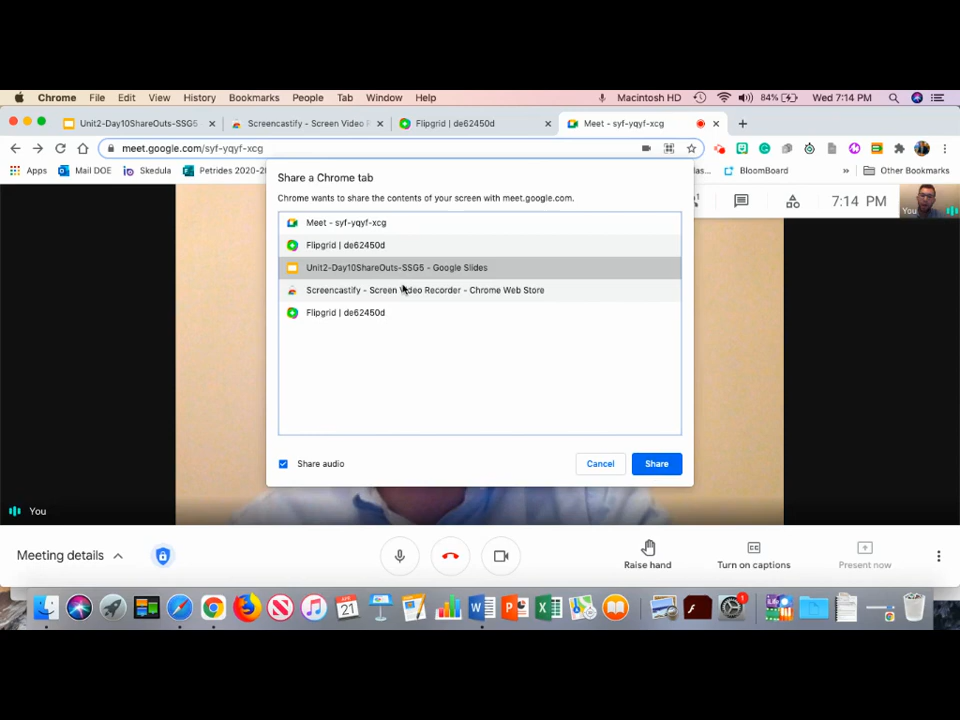 Chrome File Edit View History Bookmarks People Tab Window Help Macintosh HD 84% Wed 7:14 PM
Unit2-Day10ShareOuts-SSG5 Screencastify - Screen Video F Flipgrid | de62450d Meet - syf-yqyf-xcg
meet.google.com/syf-yqyf-xcg
Apps Mail DOE Skedula Petrides 2020-2 ... BloomBoard » Other Bookmarks
Share a Chrome tab
Chrome wants to share the contents of your screen with meet.google.com.
1 7:14 PM You
Meet - syf-yqyf-xcg
Flipgrid | de62450d
Unit2-Day10ShareOuts-SSG5 - Google Slides
Screencastify - Screen Video Recorder - Chrome Web Store
Flipgrid | de62450d
Share audio Cancel Share
You
Meeting details Raise hand Turn on captions Present now
CC
21
1